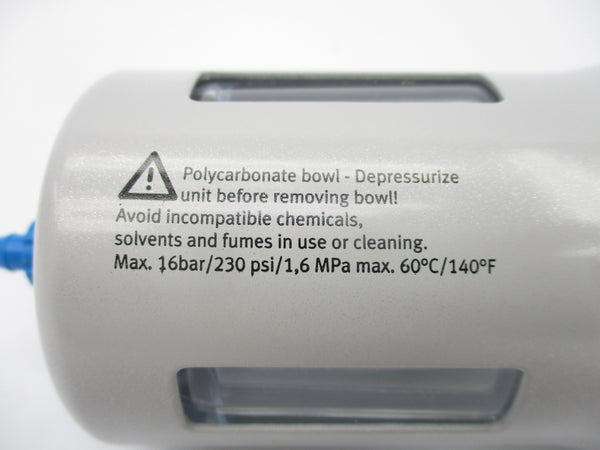 Polycarbonate bowl - Depressurize
unit before removing bowl!
Avoid incompatible chemicals,
solvents and fumes in use or cleaning.
Max. 16bar/230 psi/1,6 MPa max. 60°C/140°F